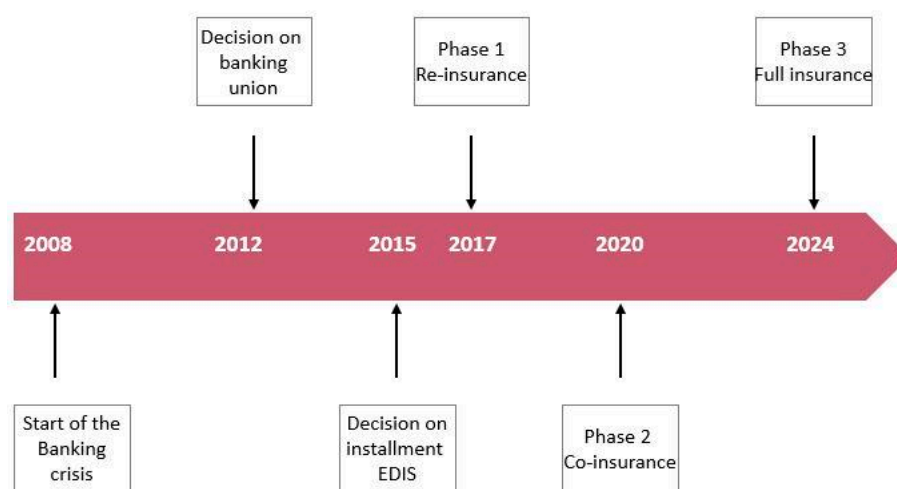 Decision on
banking
union
Phase 1
Re-insurance
Phase 3
Full insurance
2008
2012
2015
2017
2020
2024
Start of the
Banking
crisis
Decision on
installment
EDIS
Phase 2
Co-insurance